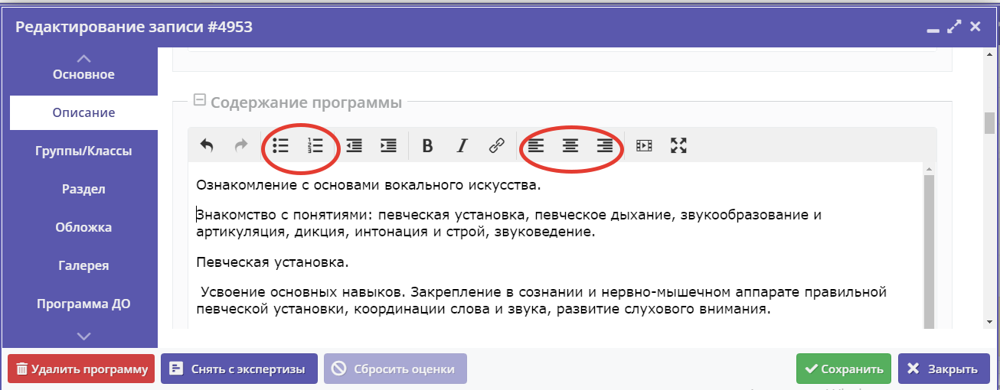 Редактирование записи #4953
Основное
Описание
Группы/Классы
Раздел
Обложка
Галерея
Программа ДО
Содержание программы
B I
Ознакомление с основами вокального искусства.
Знакомство с понятиями: певческая установка, певческое дыхание, звукообразование и
артикуляция, дикция, интонация и строй, звуковедение.
Певческая установка.
Усвоение основных навыков. Закрепление в сознании и нервно-мышечном аппарате правильной
певческой установки, координации слова и звука, развитие слухового внимания.
Удалить программу
Снять с экспертизы
Сбросить оценки
Сохранить
Закрыть